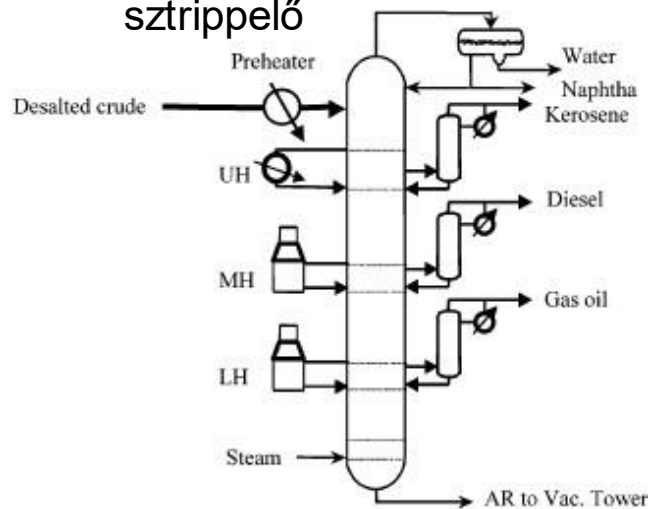 sztrippelő
Preheater
Water
Desalted crude
Naphtha
Kerosene
UH
Diesel
MH
Gas oil
LH
Steam
AR to Vac. Tower